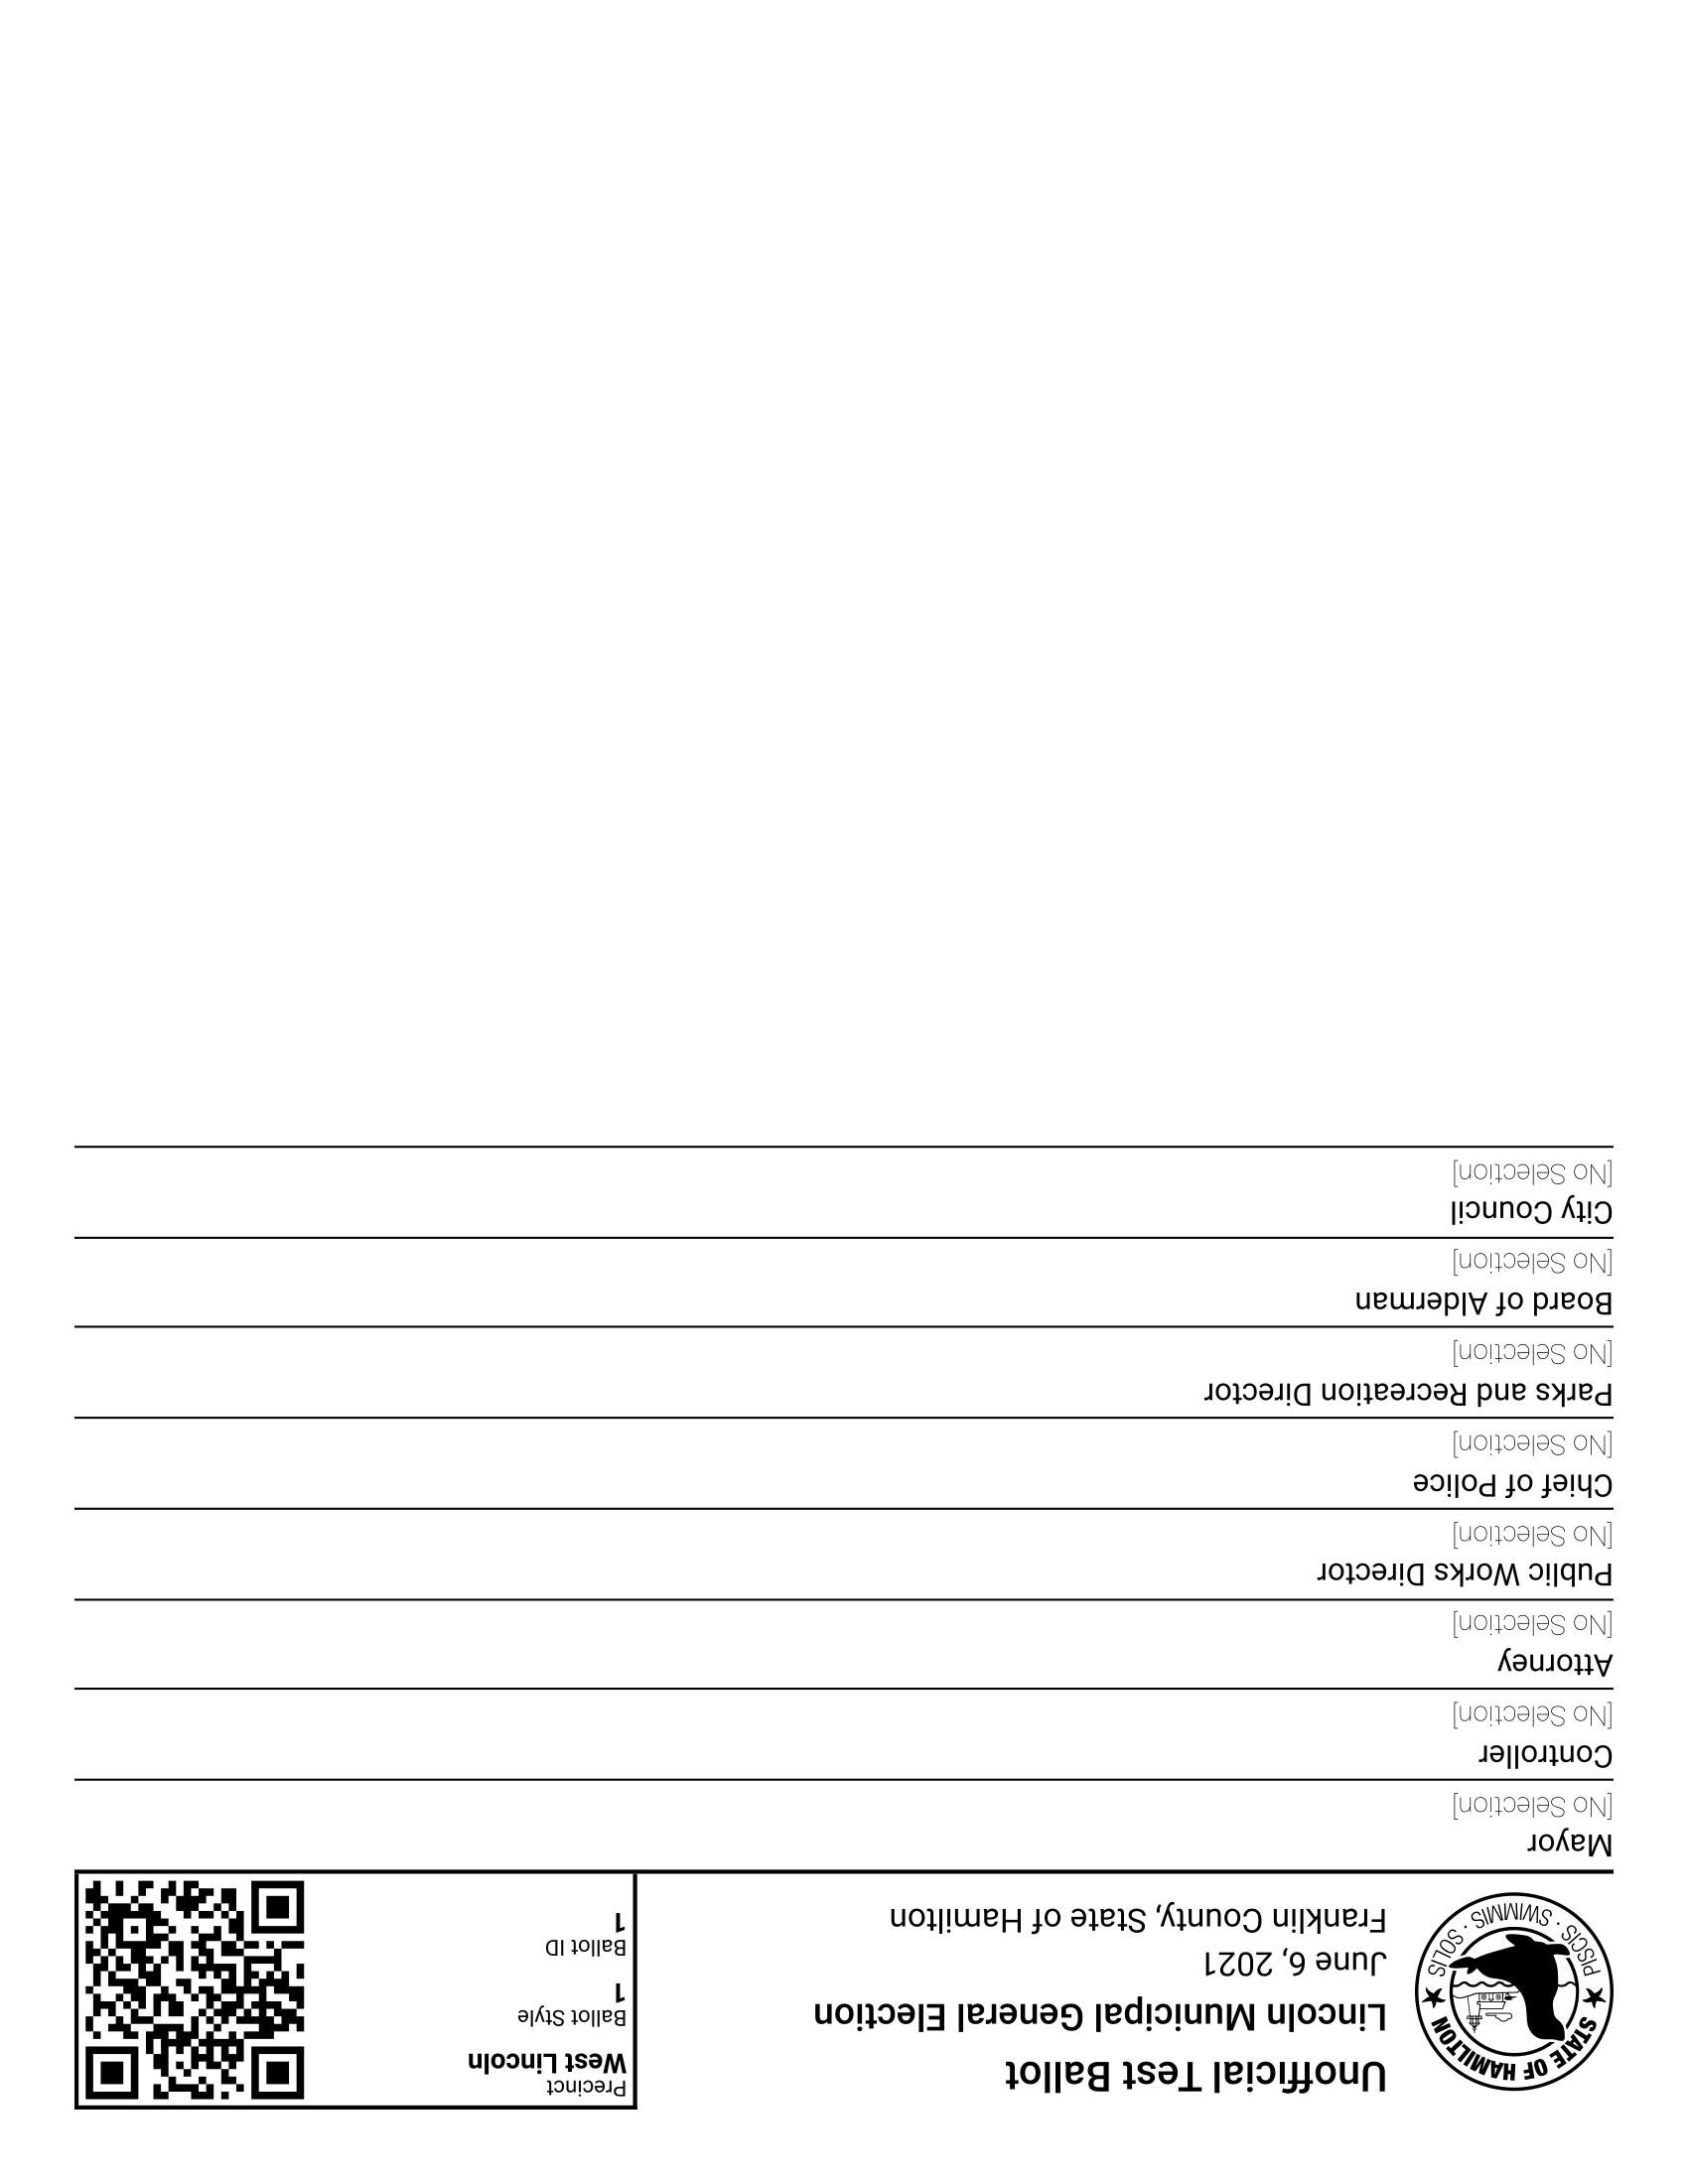 STATE OF HAMILTON
PISCIS · SWIMMIS · SOLIS
Unofficial Test Ballot
Lincoln Municipal General Election
June 6, 2021
Franklin County, State of Hamilton
Precinct
West Lincoln
Ballot Style
1
Ballot ID
1
Mayor
[No Selection]
Controller
[No Selection]
Attorney
[No Selection]
Public Works Director
[No Selection]
Chief of Police
[No Selection]
Parks and Recreation Director
[No Selection]
Board of Alderman
[No Selection]
City Council
[No Selection]